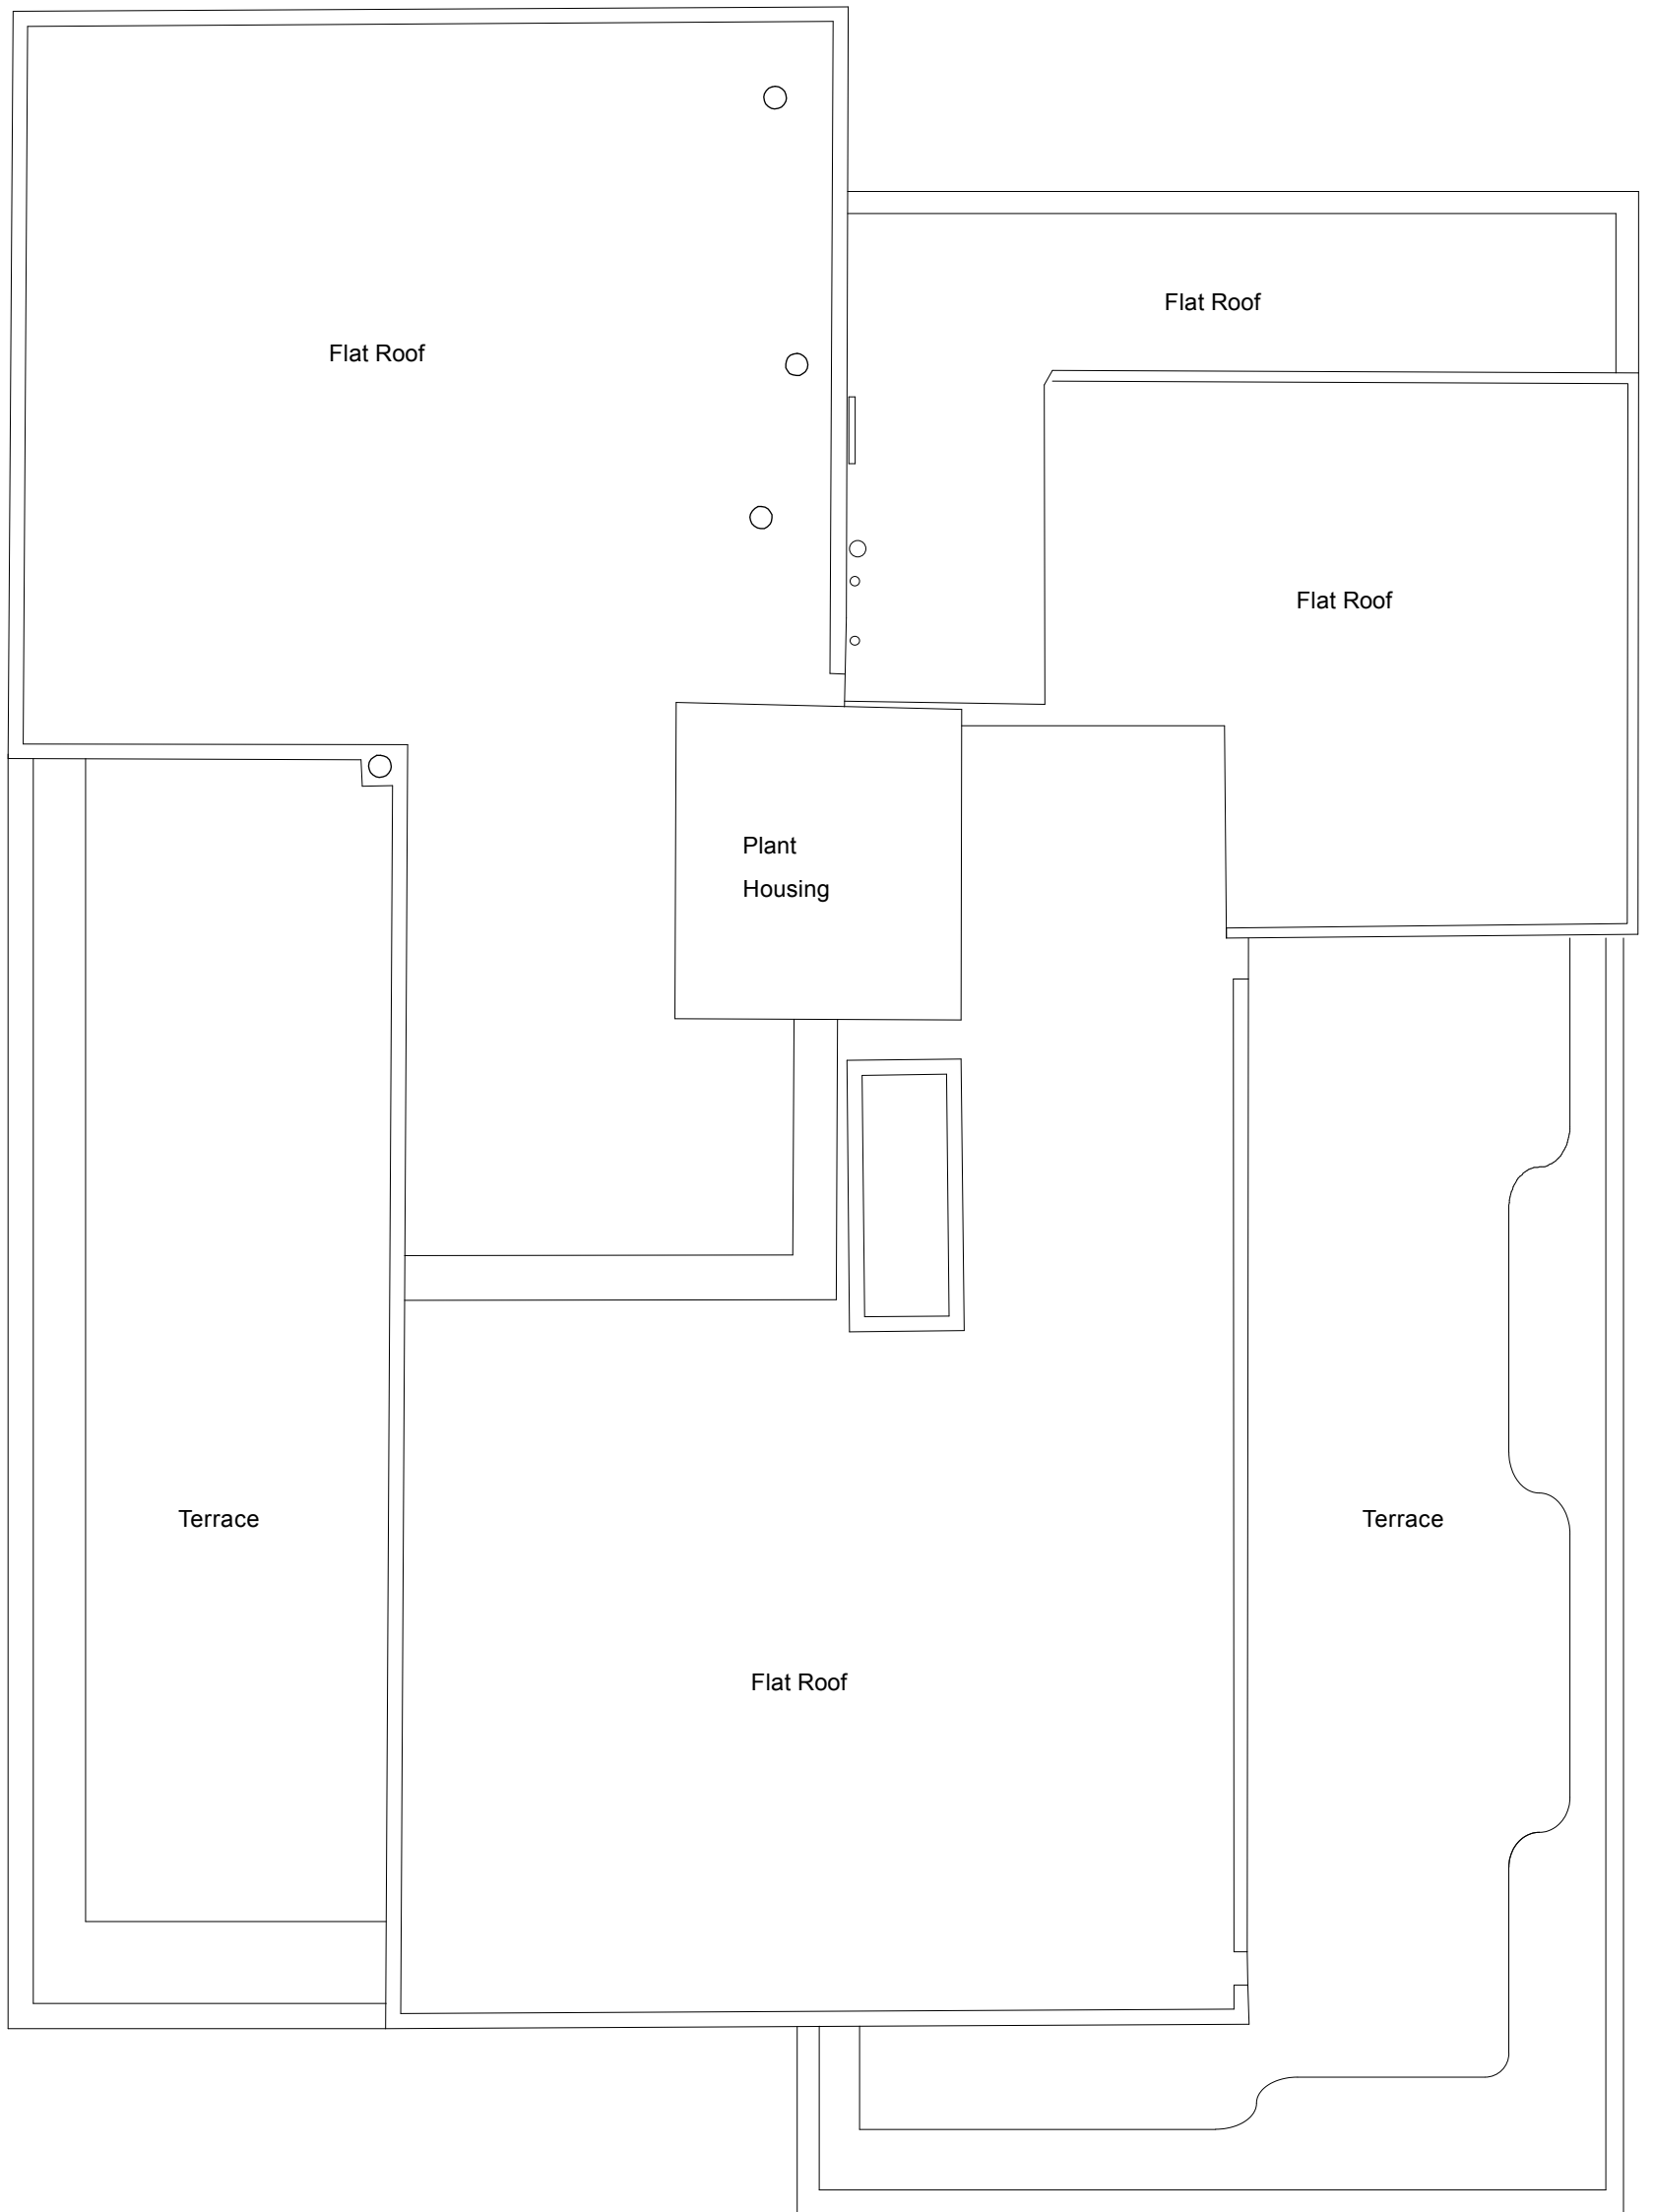 Flat Roof
Flat Roof
Flat Roof
Plant
Housing
Terrace
Terrace
Flat Roof